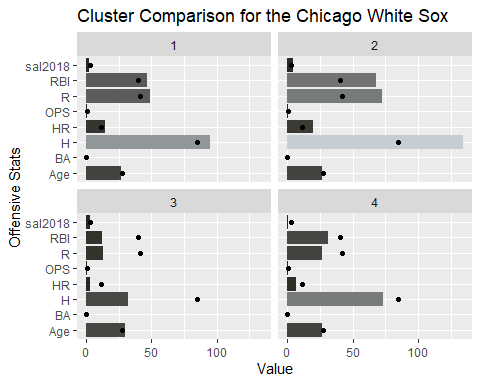 Cluster Comparison for the Chicago White Sox
1
2
sal2018
RBI
R
OPS
HR
H
BA
Age
3
4
sal2018
RBI
R
OPS
HR
H
BA
Age
0
50
100
0
50
100
Value
Offensive Stats